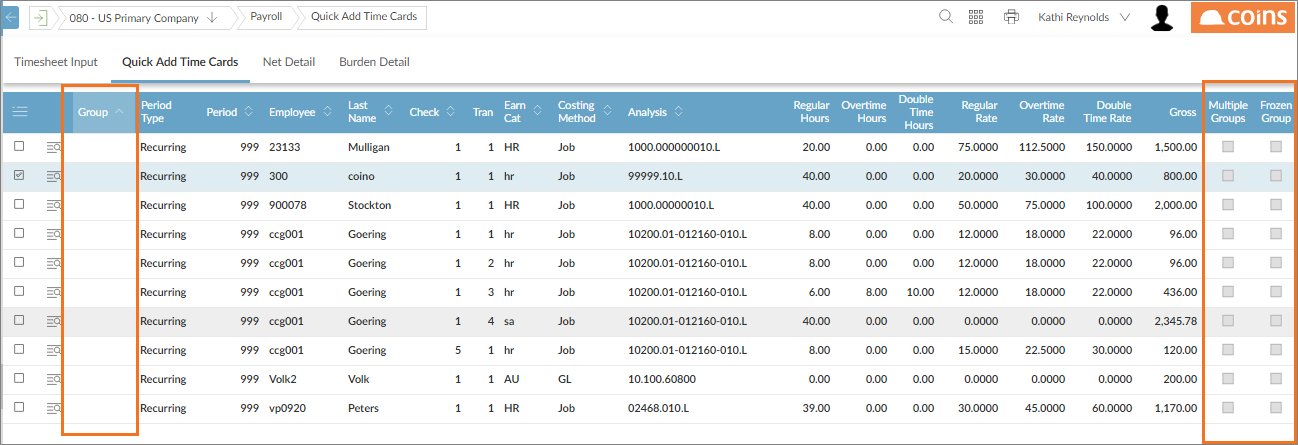 080 - US Primary Company Payroll Quick Add Time Cards Kathi Reynolds coins
Timesheet Input Quick Add Time Cards Net Detail Burden Detail
Group Period Type Period Employee Last Name Check Tran Earn Cat Costing Method Analysis Regular Hours Overtime Hours Double Time Hours Regular Rate Overtime Rate Double Time Rate Gross Multiple Groups Frozen Group
Recurring 999 23133 Mulligan 1 1 HR Job 1000.000000010.L 20.00 0.00 0.00 75.0000 112.5000 150.0000 1,500.00
Recurring 999 300 coino 1 1 hr Job 99999.10.L 40.00 0.00 0.00 20.0000 30.0000 40.0000 800.00
Recurring 999 900078 Stockton 1 1 HR Job 1000.00000010.L 40.00 0.00 0.00 50.0000 75.0000 100.0000 2,000.00
Recurring 999 ccg001 Goering 1 1 hr Job 10200.01-012160-010.L 8.00 0.00 0.00 12.0000 18.0000 22.0000 96.00
Recurring 999 ccg001 Goering 1 2 hr Job 10200.01-012160-010.L 8.00 0.00 0.00 12.0000 18.0000 22.0000 96.00
Recurring 999 ccg001 Goering 1 3 hr Job 10200.01-012160-010.L 6.00 8.00 10.00 12.0000 18.0000 22.0000 436.00
Recurring 999 ccg001 Goering 1 4 sa Job 10200.01-012160-010.L 40.00 0.00 0.00 0.0000 0.0000 0.0000 2,345.78
Recurring 999 ccg001 Goering 5 1 hr Job 10200.01-012160-010.L 8.00 0.00 0.00 15.0000 22.5000 30.0000 120.00
Recurring 999 Volk2 Volk 1 1 AU GL 10.100.60800 0.00 0.00 0.00 0.0000 0.0000 0.0000 200.00
Recurring 999 vp0920 Peters 1 1 HR Job 02468.010.L 39.00 0.00 0.00 30.0000 45.0000 60.0000 1,170.00